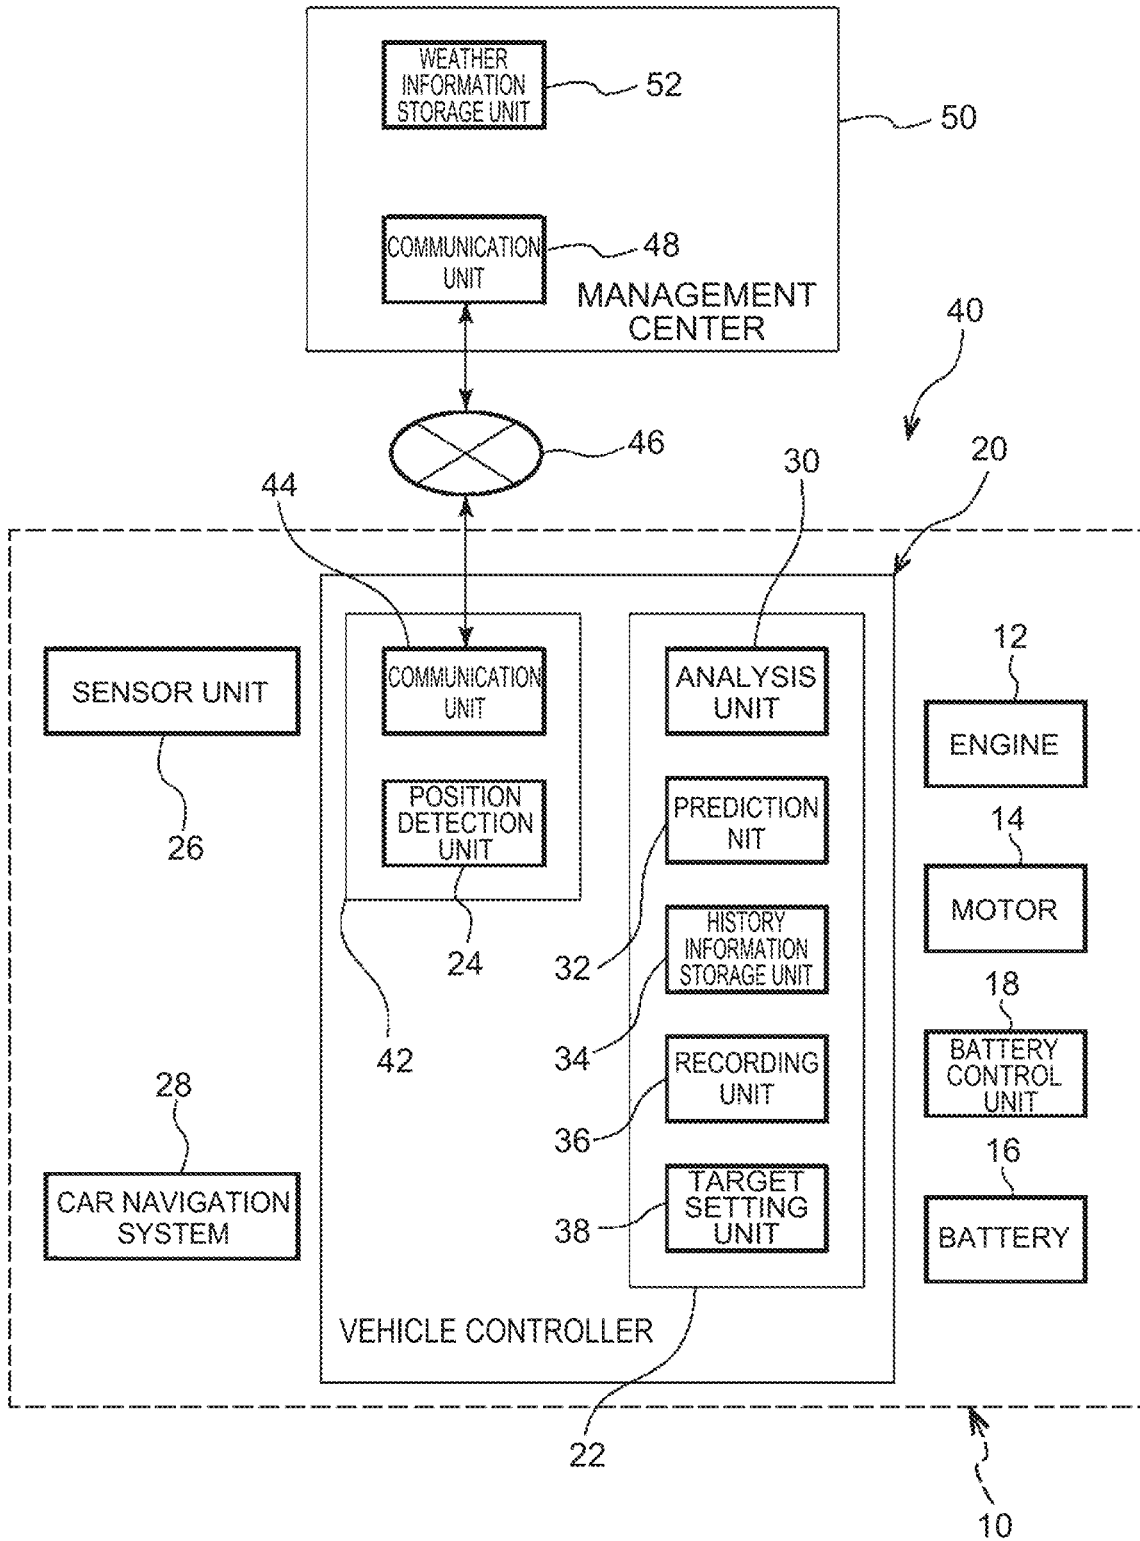 WEATHER
INFORMATION
STORAGE UNIT
52
50
COMMUNICATION
UNIT
48
MANAGEMENT
CENTER
40
46
20
30
44
12
SENSOR UNIT
COMMUNICATION
UNIT
ANALYSIS
UNIT
ENGINE
26
POSITION
DETECTION
UNIT
PREDICTION
NIT
14
MOTOR
24
32
HISTORY
INFORMATION
STORAGE UNIT
18
42
34
RECORDING
UNIT
BATTERY
CONTROL
UNIT
28
36
16
CAR NAVIGATION
SYSTEM
38
TARGET
SETTING
UNIT
BATTERY
VEHICLE CONTROLLER
22
10